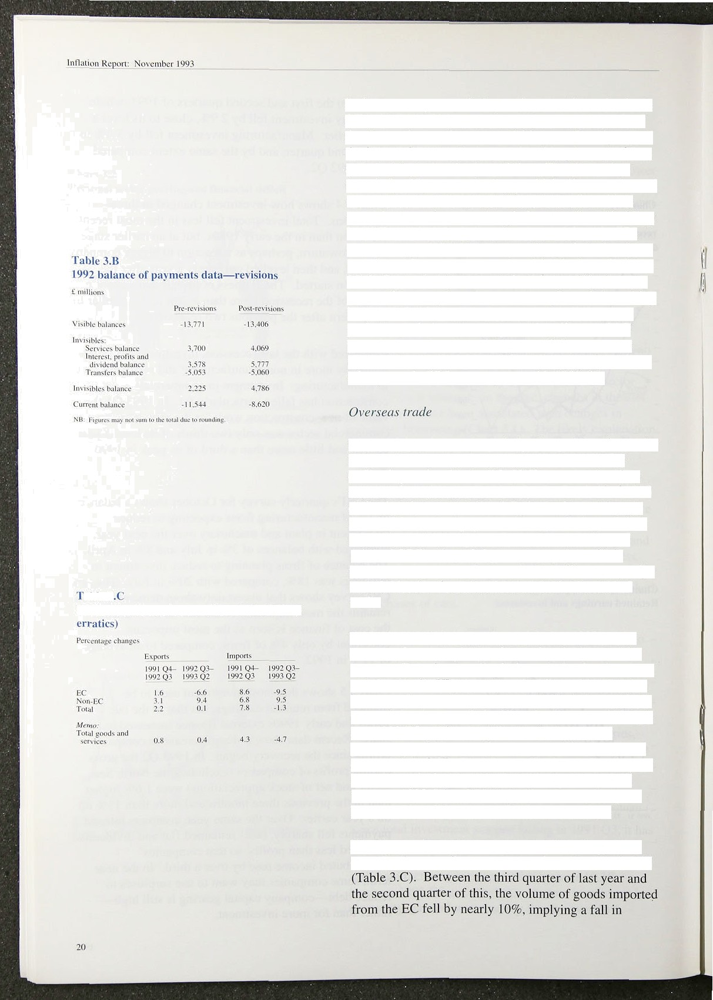 Inflation Report: November 1993
Table 3.B
1992 balance of payments data—revisions
£ millions
Pre-revisions Post-revisions
Visible balances -13,771 -13,406
Invisibles:
Services balance 3,700 4,069
Interest, profits and
dividend balance 3,578 5,777
Transfers balance -5,053 -5,060
Invisibles balance 2,225 4,786
Current balance -11,544 -8,620
NB: Figures may not sum to the total due to rounding.
T .C
erratics)
Percentage changes
Exports Imports
1991 Q4– 1992 Q3– 1991 Q4– 1992 Q3–
1992 Q3 1993 Q2 1992 Q3 1993 Q2
EC 1.6 -6.6 8.6 -9.5
Non-EC 3.1 9.4 6.8 9.5
Total 2.2 0.1 7.8 -1.3
Memo:
Total goods and
services 0.8 0.4 4.3 -4.7
Overseas trade
(Table 3.C). Between the third quarter of last year and
the second quarter of this, the volume of goods imported
from the EC fell by nearly 10%, implying a fall in
20